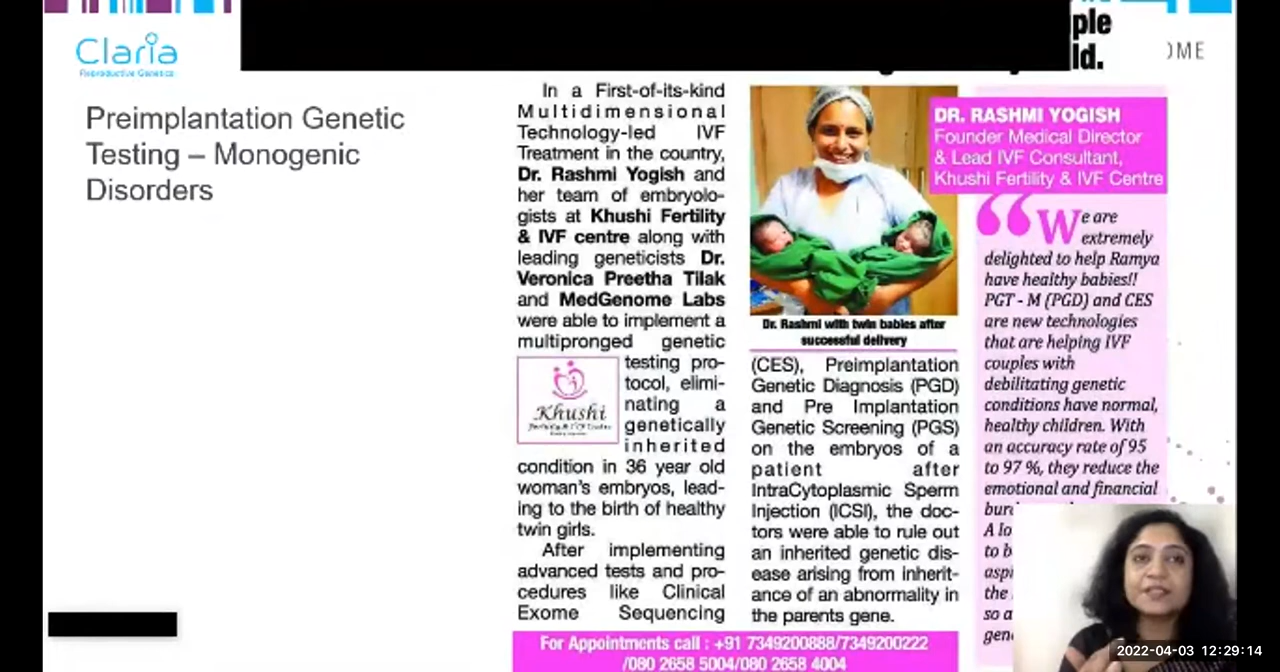 Claria
Reproductive Genetics
Preimplantation Genetic
Testing – Monogenic
Disorders
ple
ld.
OME
In a First-of-its-kind
Multidimensional
Technology-led IVF
Treatment in the country,
Dr. Rashmi Yogish and
her team of embryolo-
gists at Khushi Fertility
& IVF centre along with
leading geneticists Dr.
Veronica Preetha Tilak
and MedGenome Labs
were able to implement a
multipronged genetic
testing pro-
tocol, elimi-
nating a
genetically
inherited
condition in 36 year old
woman's embryos, lead-
ing to the birth of healthy
twin girls.
After implementing
advanced tests and pro-
cedures like Clinical
Exome Sequencing
Khushi
Fertility & IVF Centre
Dr. Rashmi with twin babies after
successful delivery
(CES), Preimplantation
Genetic Diagnosis (PGD)
and Pre Implantation
Genetic Screening (PGS)
on the embryos of a
patient after
IntraCytoplasmic Sperm
Injection (ICSI), the doc-
tors were able to rule out
an inherited genetic dis-
ease arising from inherit-
ance of an abnormality in
the parents gene.
DR. RASHMI YOGISH
Founder Medical Director
& Lead IVF Consultant,
Khushi Fertility & IVF Centre
“We are
extremely
delighted to help Ramya
have healthy babies!!
PGT - M (PGD) and CES
are new technologies
that are helping IVF
couples with
debilitating genetic
conditions have normal,
healthy children. With
an accuracy rate of 95
to 97 %, they reduce the
emotional and financial
A lo
to b
aspi
the
so a
gen
For Appointments call : +91 7349200888/7349200222
/080 2658 5004/080 2658 4004
2022-04-03 12:29:14